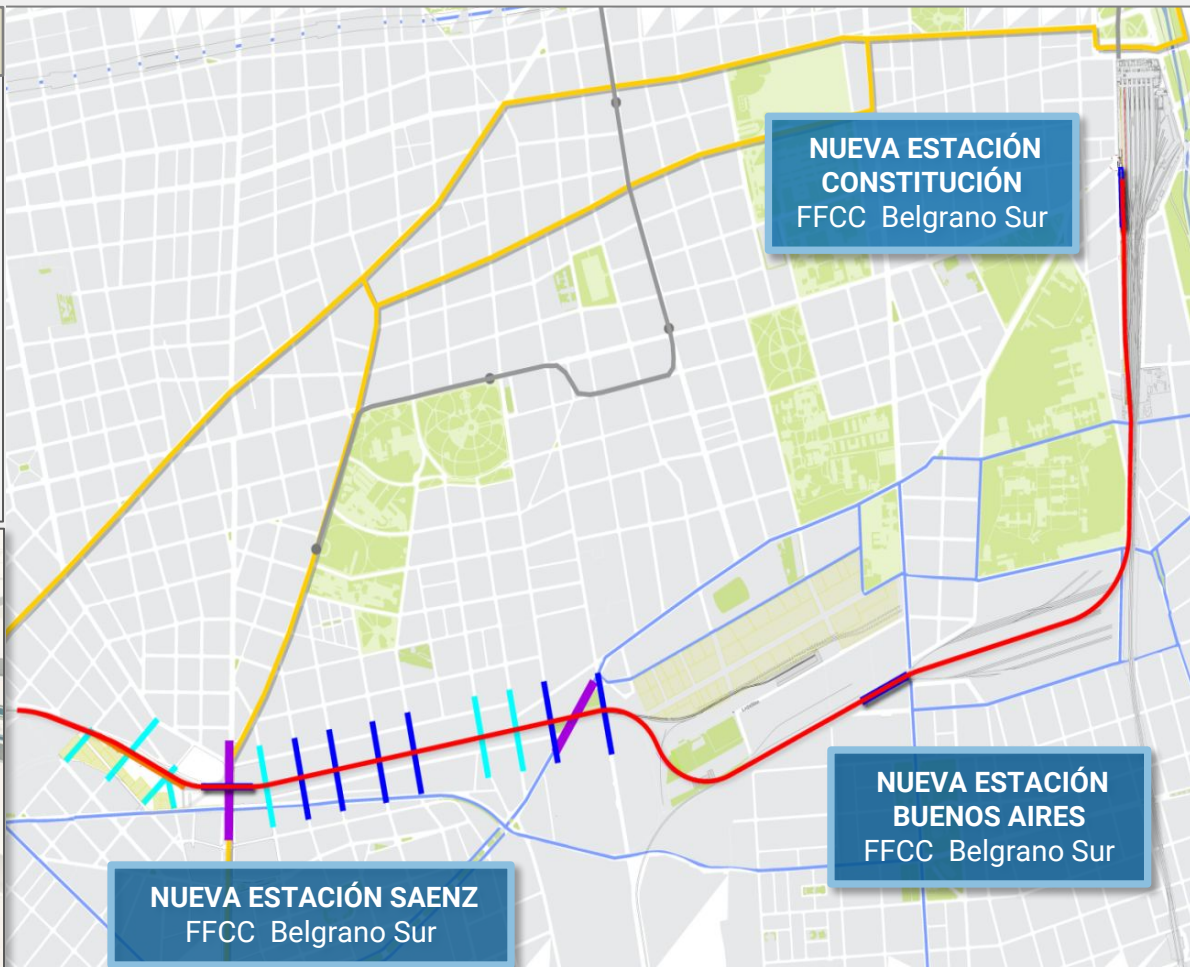 NUEVA ESTACIÓN
CONSTITUCIÓN
FFCC Belgrano Sur
NUEVA ESTACIÓN
BUENOS AIRES
FFCC Belgrano Sur
NUEVA ESTACIÓN SAENZ
FFCC Belgrano Sur